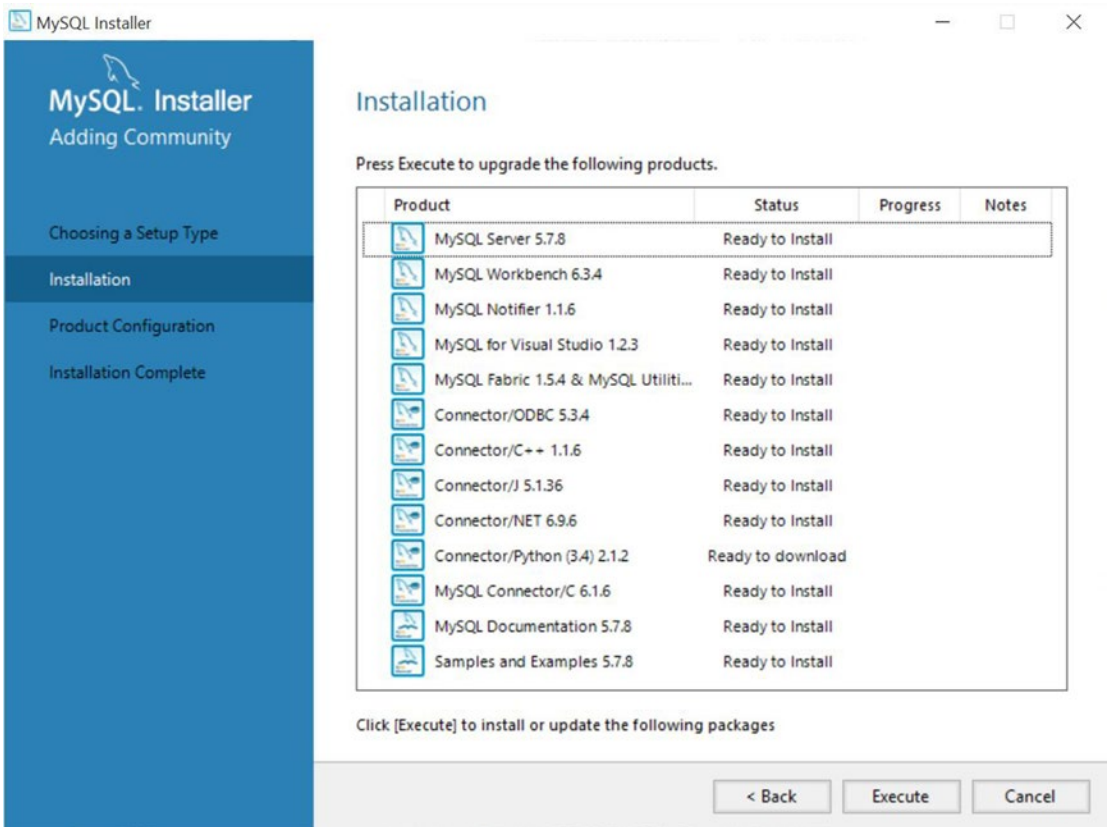 MySQL Installer
MySQL. Installer
Adding Community
Choosing a Setup Type
Installation
Product Configuration
Installation Complete
Installation
Press Execute to upgrade the following products.
Product Status Progress Notes
MySQL Server 5.7.8 Ready to Install
MySQL Workbench 6.3.4 Ready to Install
MySQL Notifier 1.1.6 Ready to Install
MySQL for Visual Studio 1.2.3 Ready to Install
MySQL Fabric 1.5.4 & MySQL Utiliti... Ready to Install
Connector/ODBC 5.3.4 Ready to Install
Connector/C++ 1.1.6 Ready to Install
Connector/J 5.1.36 Ready to Install
Connector/NET 6.9.6 Ready to Install
Connector/Python (3.4) 2.1.2 Ready to download
MySQL Connector/C 6.1.6 Ready to Install
MySQL Documentation 5.7.8 Ready to Install
Samples and Examples 5.7.8 Ready to Install
Click [Execute] to install or update the following packages
< Back Execute Cancel